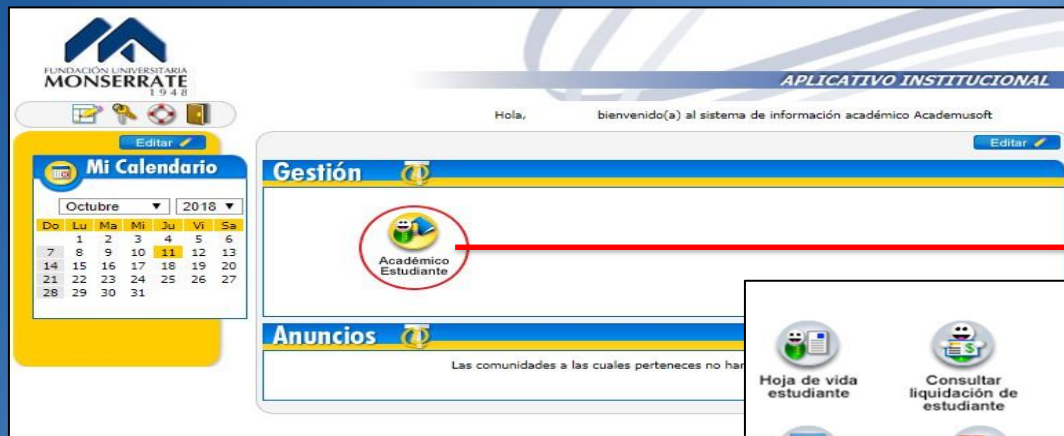 FUNDACIÓN UNIVERSITARIA
MONSERRATE
1948
APLICATIVO INSTITUCIONAL
Hola, bienvenido(a) al sistema de información académico Academusoft
Editar
Editar
Mi Calendario
Octubre 2018
Do Lu Ma Mi Ju Vi Sa
1 2 3 4 5 6
7 8 9 10 11 12 13
14 15 16 17 18 19 20
21 22 23 24 25 26 27
28 29 30 31
Gestión
Académico
Estudiante
Anuncios
Las comunidades a las cuales perteneces no han
Hoja de vida
estudiante
Consultar
liquidación de
estudiante